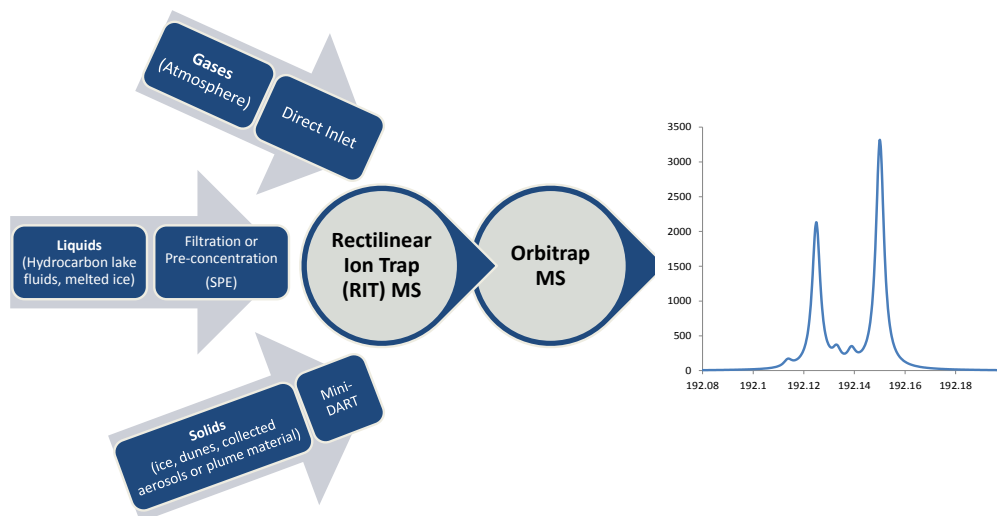 Gases
(Atmosphere)
Direct Inlet
Liquids
(Hydrocarbon lake
fluids, melted ice)
Filtration or
Pre-concentration
(SPE)
Solids
(ice, dunes, collected
aerosols or plume material)
Mini-
DART
Rectilinear
Ion Trap
(RIT) MS
Orbitrap
MS
3500
3000
2500
2000
1500
1000
500
0
192.08
192.1
192.12
192.14
192.16
192.18